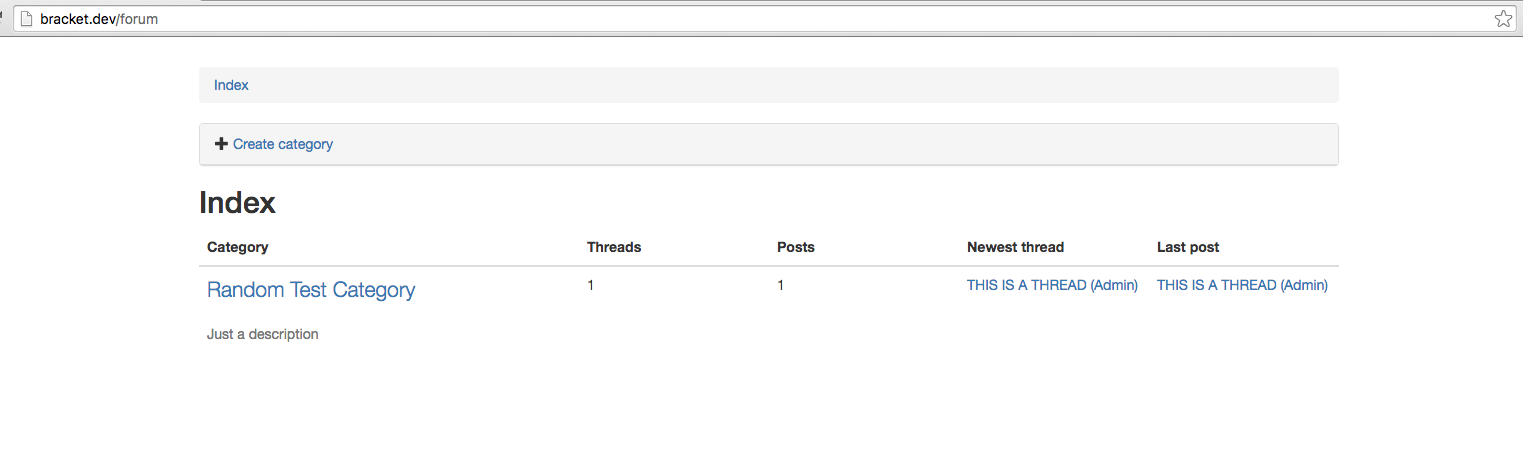 bracket.dev/forum
Index
Create category
Index
Category Threads Posts Newest thread Last post
Random Test Category 1 1 THIS IS A THREAD (Admin) THIS IS A THREAD (Admin)
Just a description